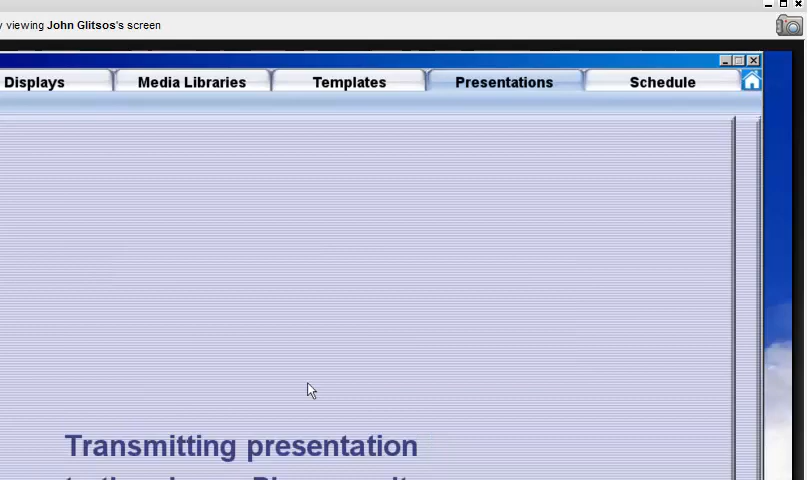 viewing John Glitsos's screen
Displays Media Libraries Templates Presentations Schedule
Transmitting presentation